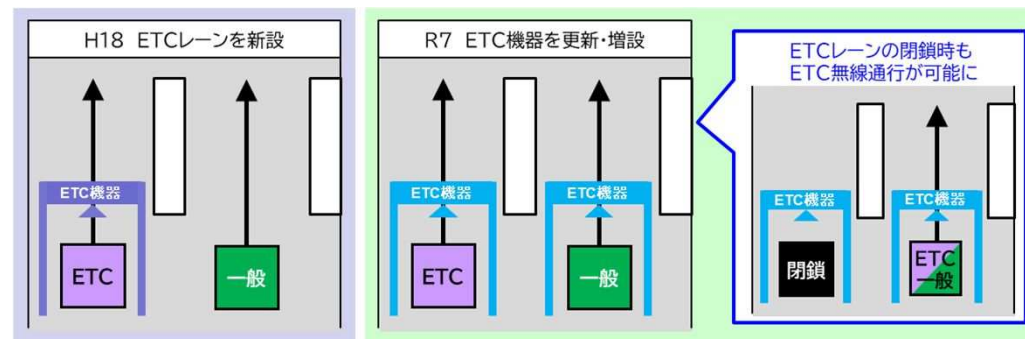 H18 ETCレーンを新設
ETC機器
ETC
一般
R7 ETC機器を更新・増設
ETC機器
ETC機器
ETC
一般
ETCレーンの閉鎖時も
ETC無線通行が可能に
ETC機器
ETC機器
閉鎖
ETC
一般